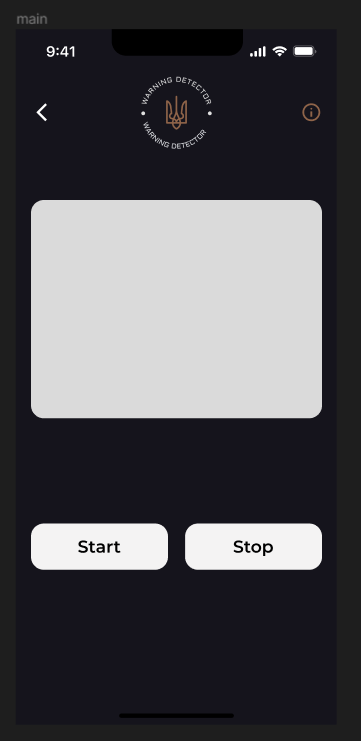 main
9:41
WARNING DETECTOR
WARNING DETECTOR
Start
Stop